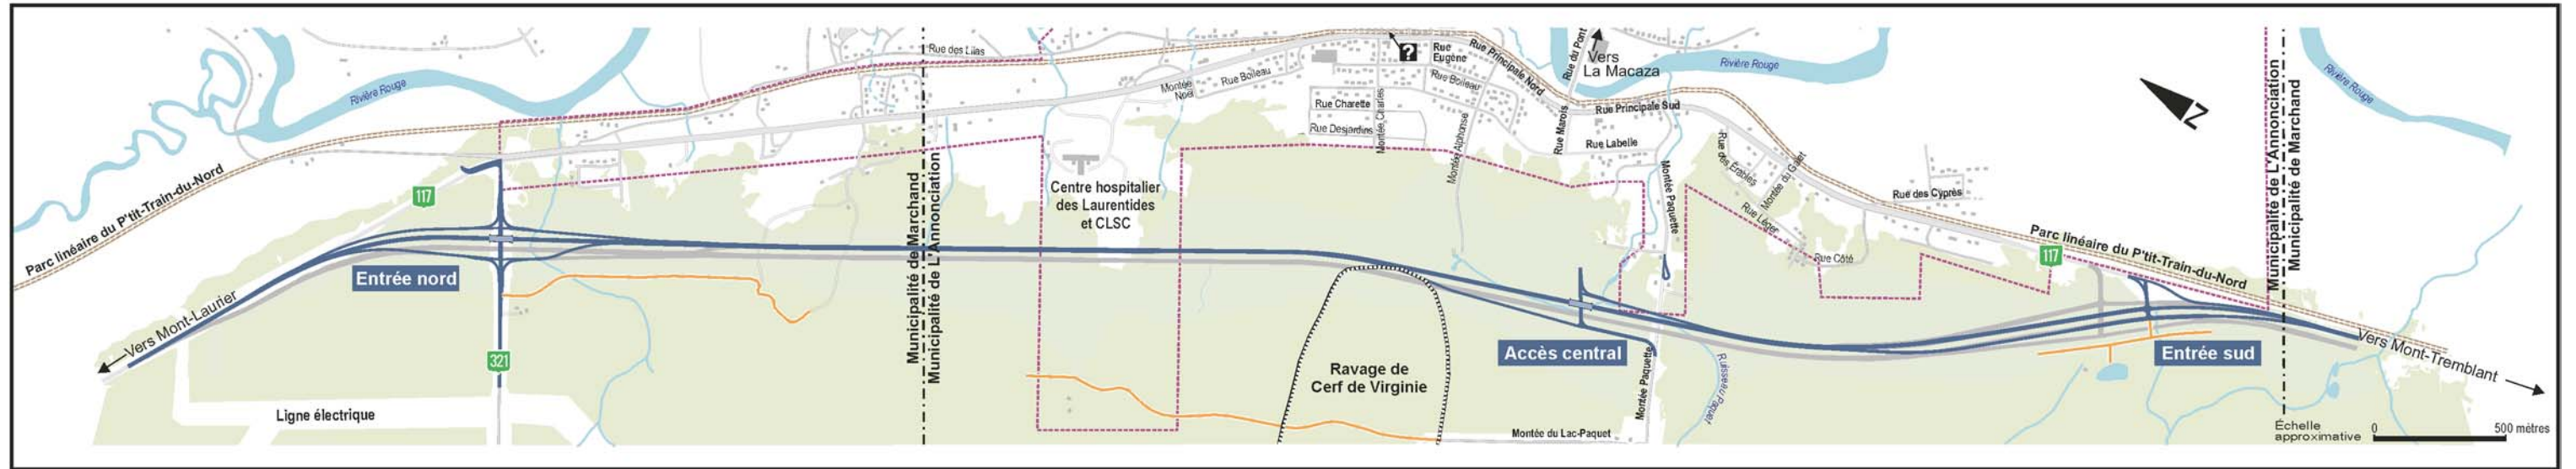 Parc linéaire du P'tit-Train-du-Nord
Rivière Rouge
117
Entrée nord
Vers Mont-Laurier
321
Ligne électrique
Municipalité de Marchand
Municipalité de L'Annonciation
Rue des Lilas
Centre hospitalier
des Laurentides
et CLSC
Montée
Noël
Rue Boileau
?
Rue
Eugène
Rue Boileau
Rue Principale Nord
Rue Charette
Rue Desjardins
Montée Charles
Montée Alphonse
Rue du Pont
Vers
La Macaza
Rivière Rouge
Rue Marois
Rue Principale Sud
Rue Labelle
Montée Paquette
Rue des Érables
Montée du Galet
Rue Léger
Rue Côté
Rue des Cyprès
Ravage de
Cerf de Virginie
Accès central
Montée Paquette
Ruisseau Paquet
Montée du Lac-Paquet
Parc linéaire du P'tit-Train-du-Nord
117
Entrée sud
Municipalité de L'Annonciation
Municipalité de Marchand
Rivière Rouge
N
Vers Mont-Tremblant
Échelle
approximative
0
500 mètres